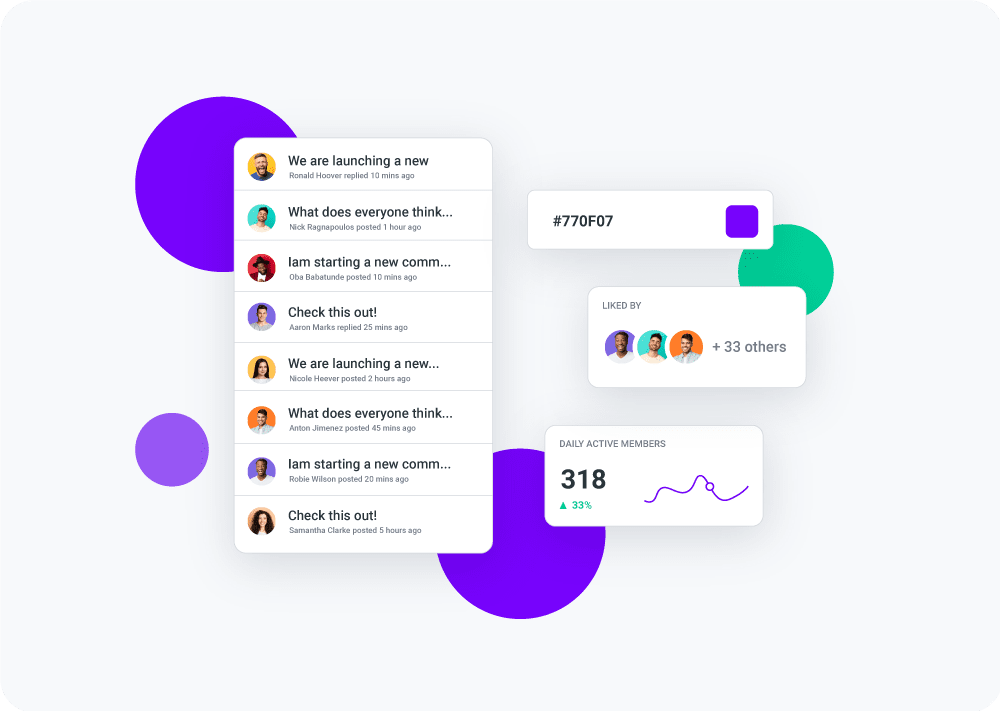 We are launching a new
Ronald Hoover replied 10 mins ago
What does everyone think...
Nick Ragnapoulos posted 1 hour ago
Iam starting a new comm...
Oba Babatunde posted 10 mins ago
Check this out!
Aaron Marks replied 25 mins ago
We are launching a new...
Nicole Heever posted 2 hours ago
What does everyone think...
Anton Jimenez posted 45 mins ago
Iam starting a new comm...
Robie Wilson posted 20 mins ago
Check this out!
Samantha Clarke posted 5 hours ago
#770F07
LIKED BY
+ 33 others
DAILY ACTIVE MEMBERS
318
▲ 33%